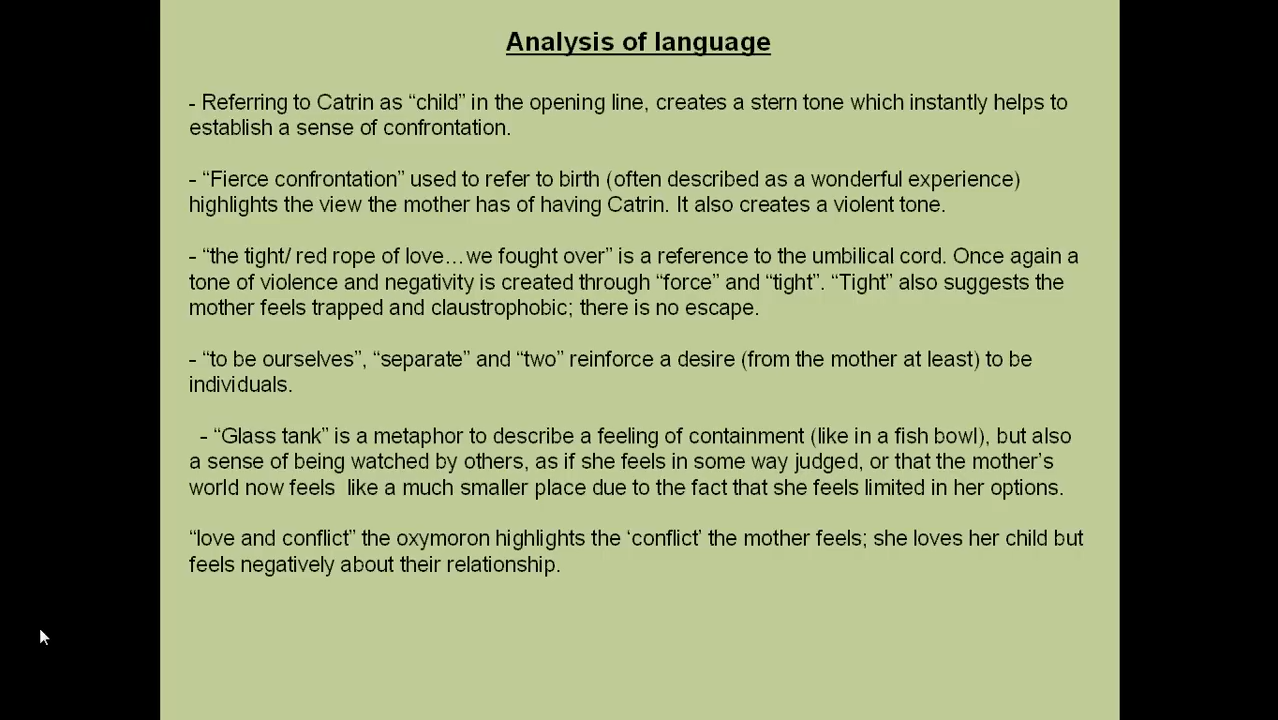 Analysis of language
- Referring to Catrin as “child” in the opening line, creates a stern tone which instantly helps to
establish a sense of confrontation.
- “Fierce confrontation” used to refer to birth (often described as a wonderful experience)
highlights the view the mother has of having Catrin. It also creates a violent tone.
- “the tight/ red rope of love…we fought over” is a reference to the umbilical cord. Once again a
tone of violence and negativity is created through “force” and “tight”. “Tight” also suggests the
mother feels trapped and claustrophobic; there is no escape.
- “to be ourselves”, “separate” and “two” reinforce a desire (from the mother at least) to be
individuals.
- “Glass tank” is a metaphor to describe a feeling of containment (like in a fish bowl), but also
a sense of being watched by others, as if she feels in some way judged, or that the mother’s
world now feels  like a much smaller place due to the fact that she feels limited in her options.
“love and conflict” the oxymoron highlights the ‘conflict’ the mother feels; she loves her child but
feels negatively about their relationship.